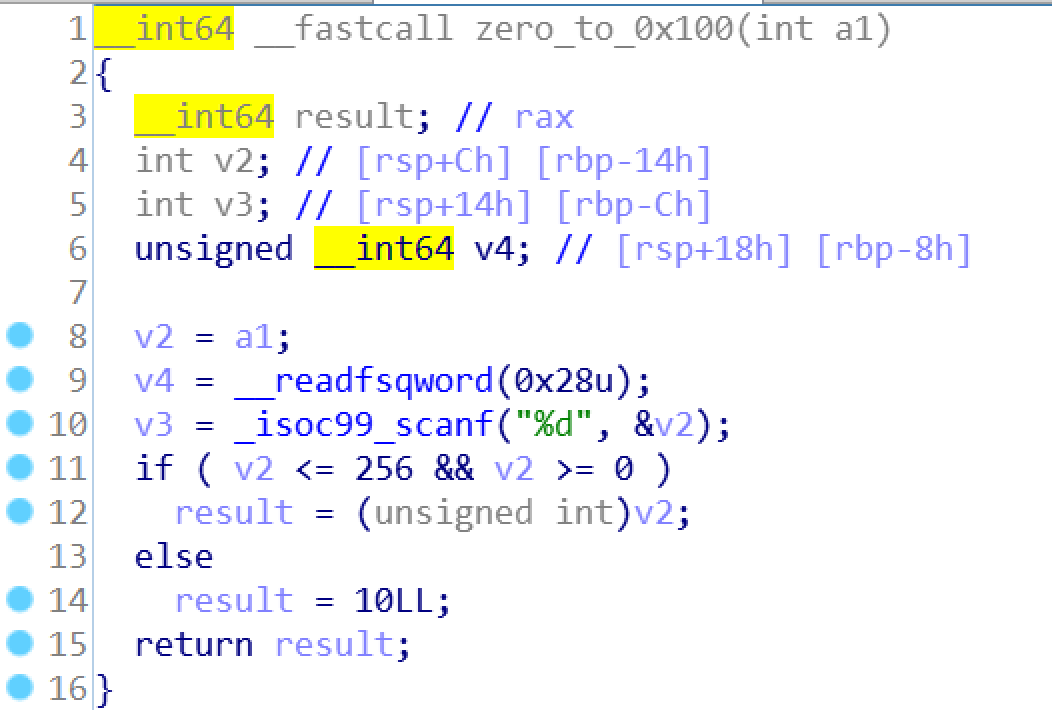 1 __int64 __fastcall zero_to_0x100(int a1)
2 {
3   __int64 result; // rax
4   int v2; // [rsp+Ch] [rbp-14h]
5   int v3; // [rsp+14h] [rbp-Ch]
6   unsigned __int64 v4; // [rsp+18h] [rbp-8h]
7
8   v2 = a1;
9   v4 = __readfsqword(0x28u);
10   v3 = _isoc99_scanf("%d", &v2);
11   if ( v2 <= 256 && v2 >= 0 )
12     result = (unsigned int)v2;
13   else
14     result = 10LL;
15   return result;
16 }